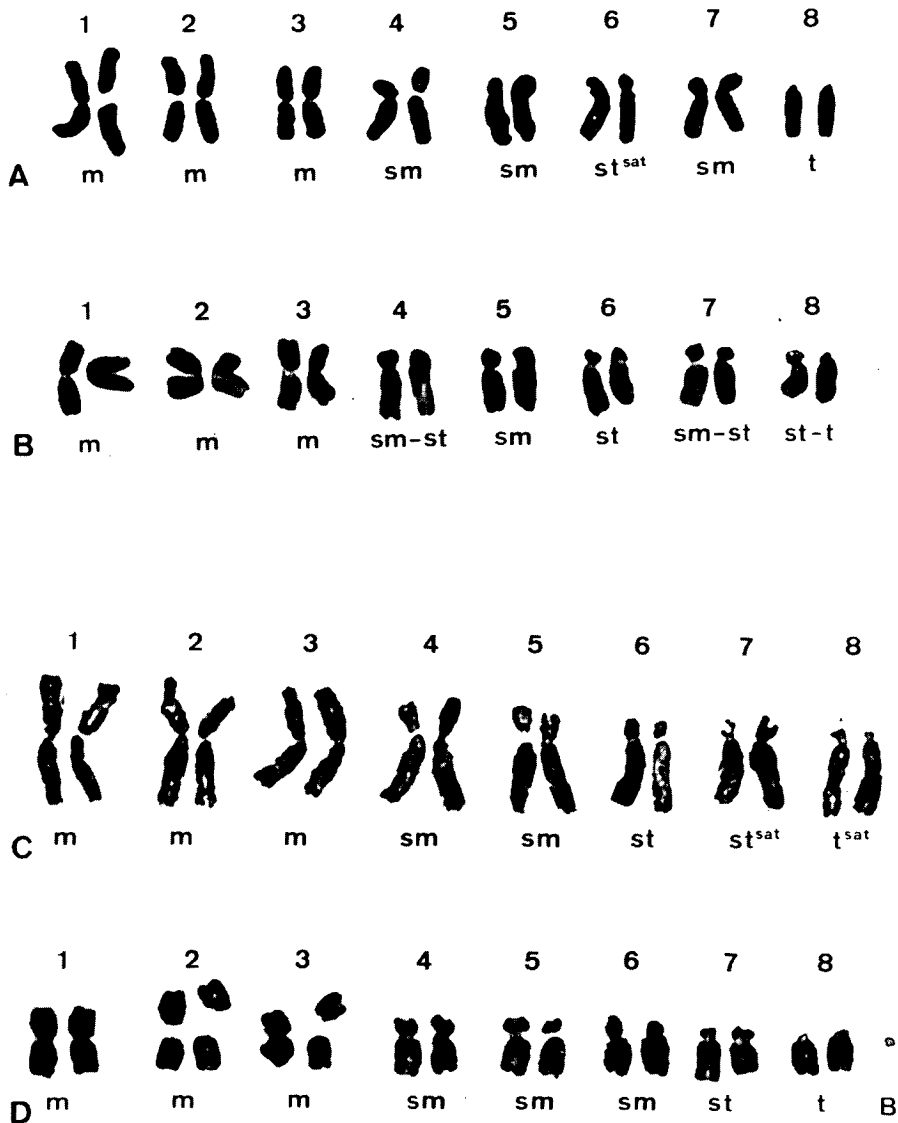 1 2 3 4 5 6 7 8
A m m m sm sm st^sat sm t
1 2 3 4 5 6 7 8
B m m m sm-st sm st sm-st st-t
1 2 3 4 5 6 7 8
C m m m sm sm st st^sat t^sat
1 2 3 4 5 6 7 8
D m m m sm sm sm st t B